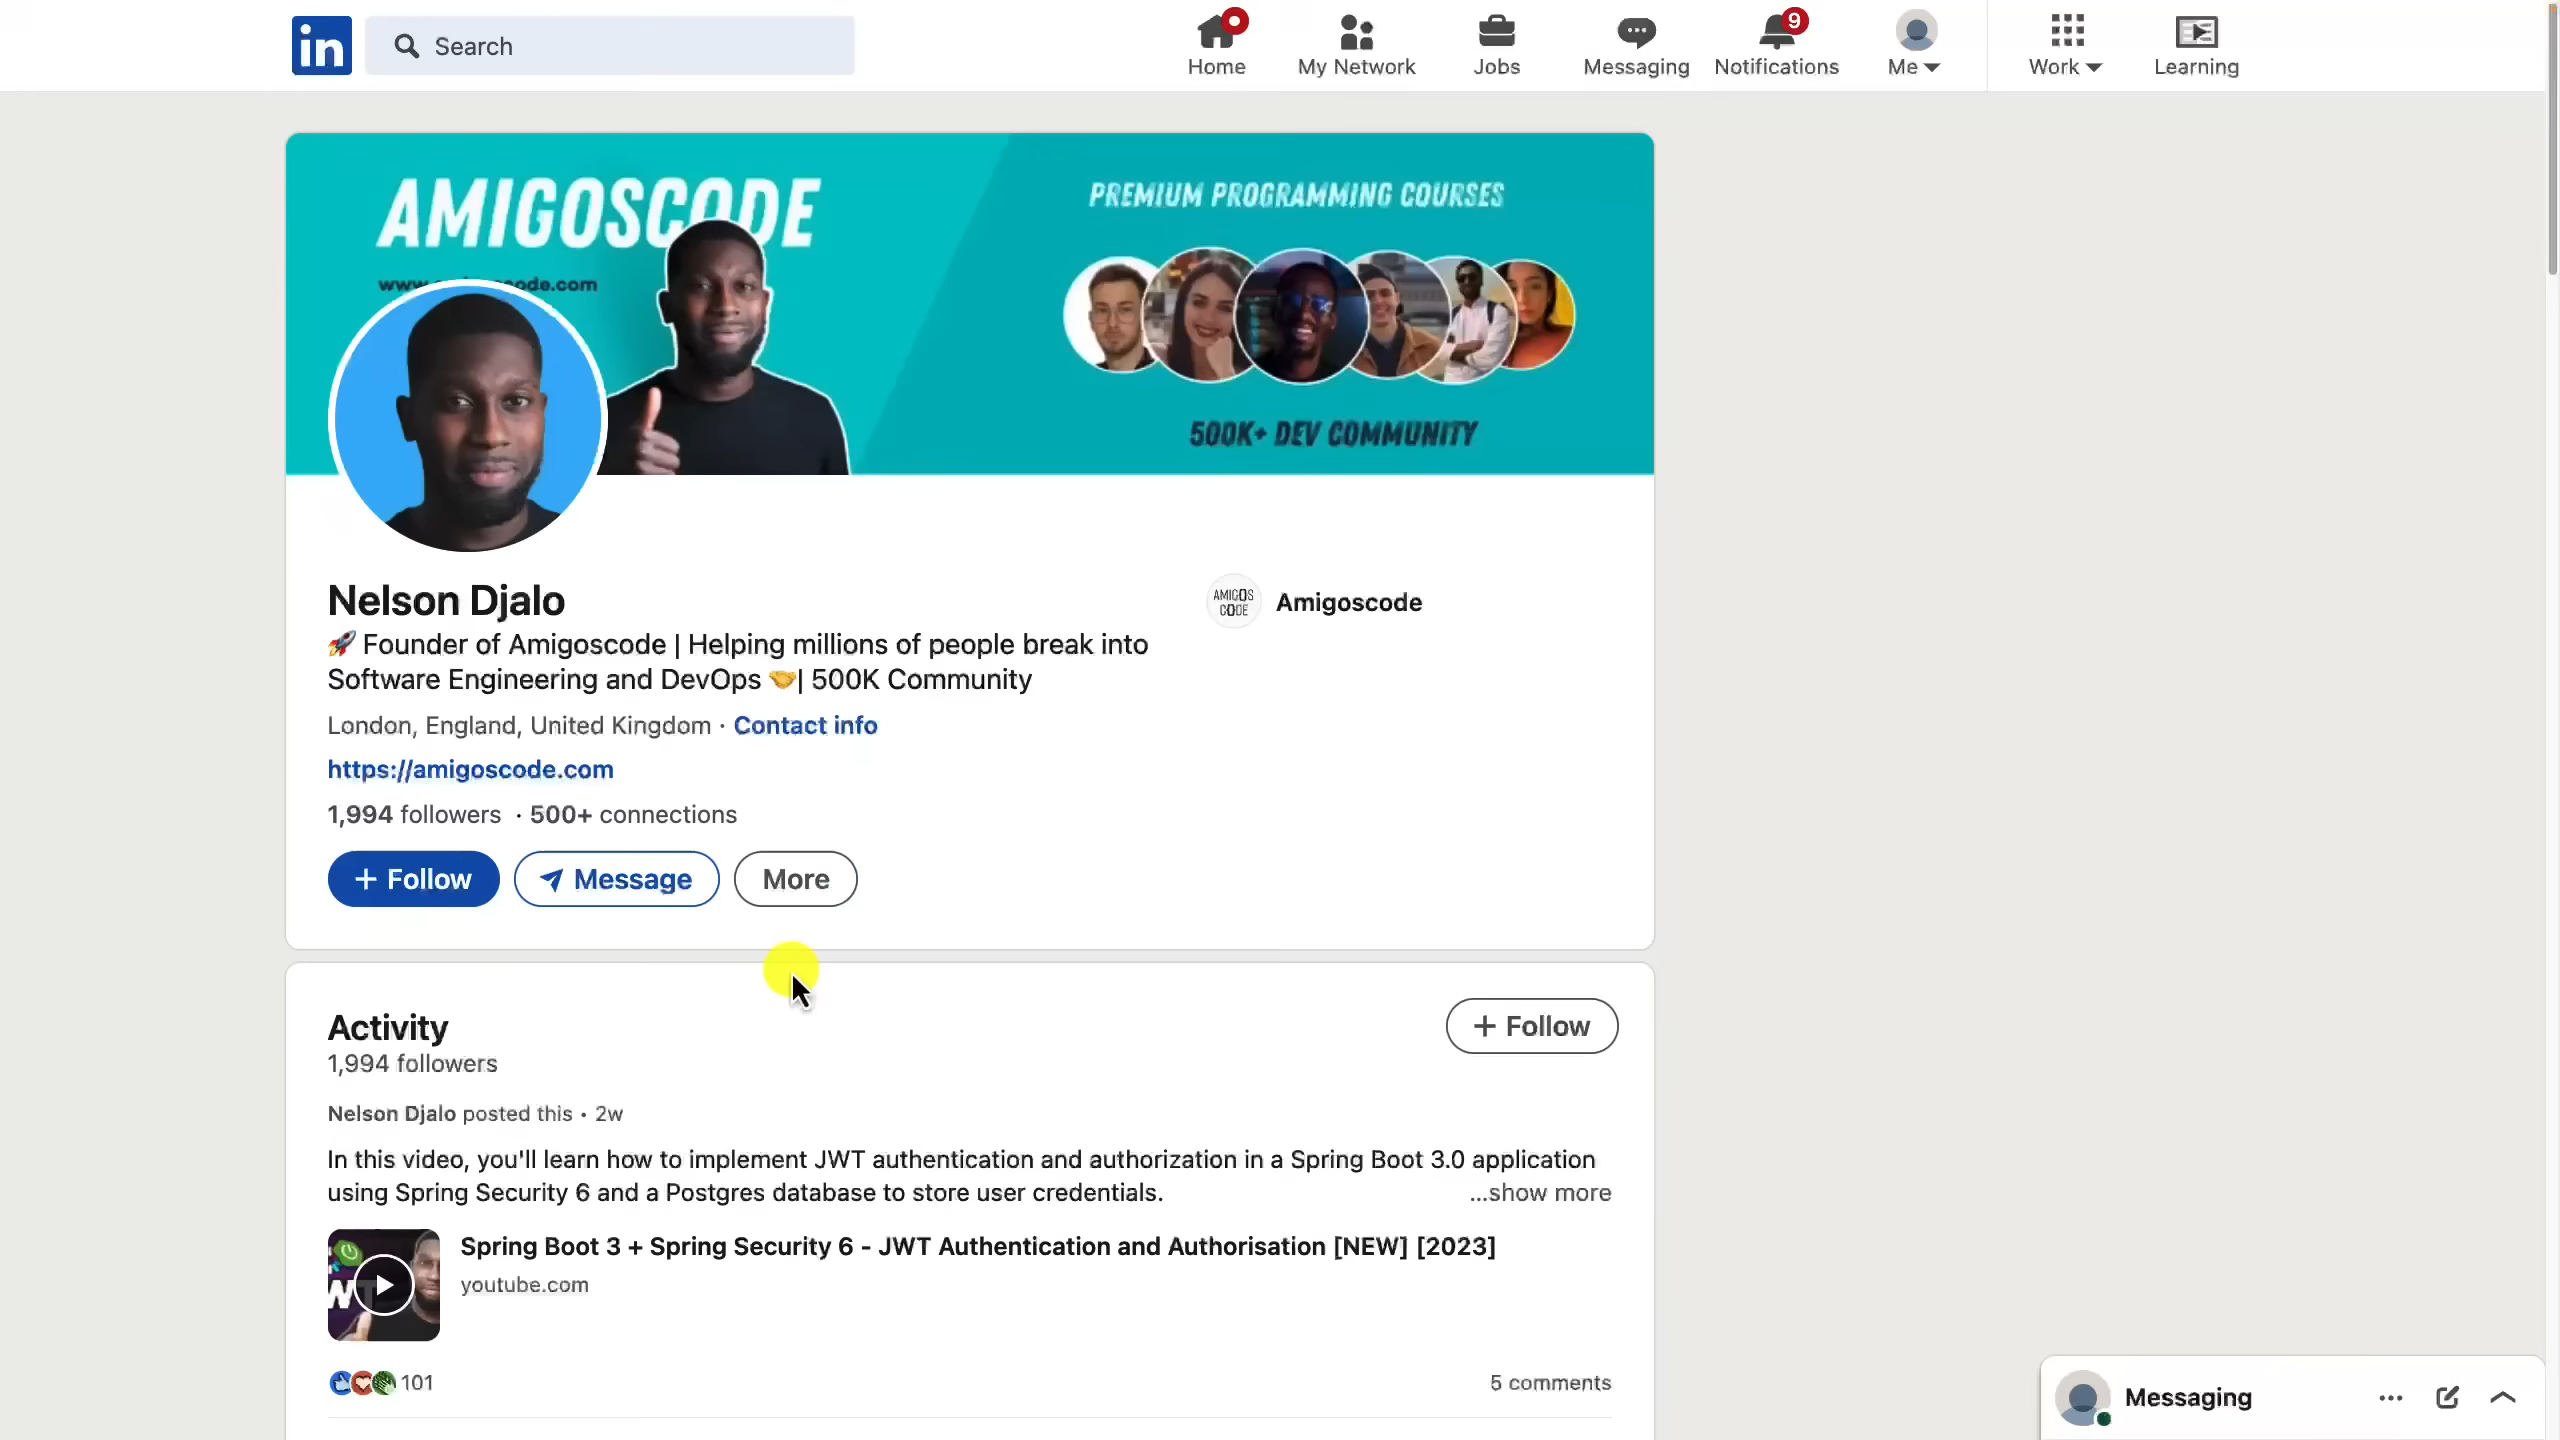 in
Search
Home
My Network
Jobs
9
Messaging
Notifications
Me
Work
Learning
AMIGOSCODE
PREMIUM PROGRAMMING COURSES
500K+ DEV COMMUNITY
Nelson Djalo
AMIGOS
CODE
Amigoscode
🚀 Founder of Amigoscode | Helping millions of people break into
Software Engineering and DevOps 🤝| 500K Community
London, England, United Kingdom · Contact info
https://amigoscode.com
1,994 followers · 500+ connections
+ Follow
Message
More
Activity
+ Follow
1,994 followers
Nelson Djalo posted this • 2w
In this video, you'll learn how to implement JWT authentication and authorization in a Spring Boot 3.0 application
using Spring Security 6 and a Postgres database to store user credentials.
...show more
Spring Boot 3 + Spring Security 6 - JWT Authentication and Authorisation [NEW] [2023]
youtube.com
101
5 comments
Messaging